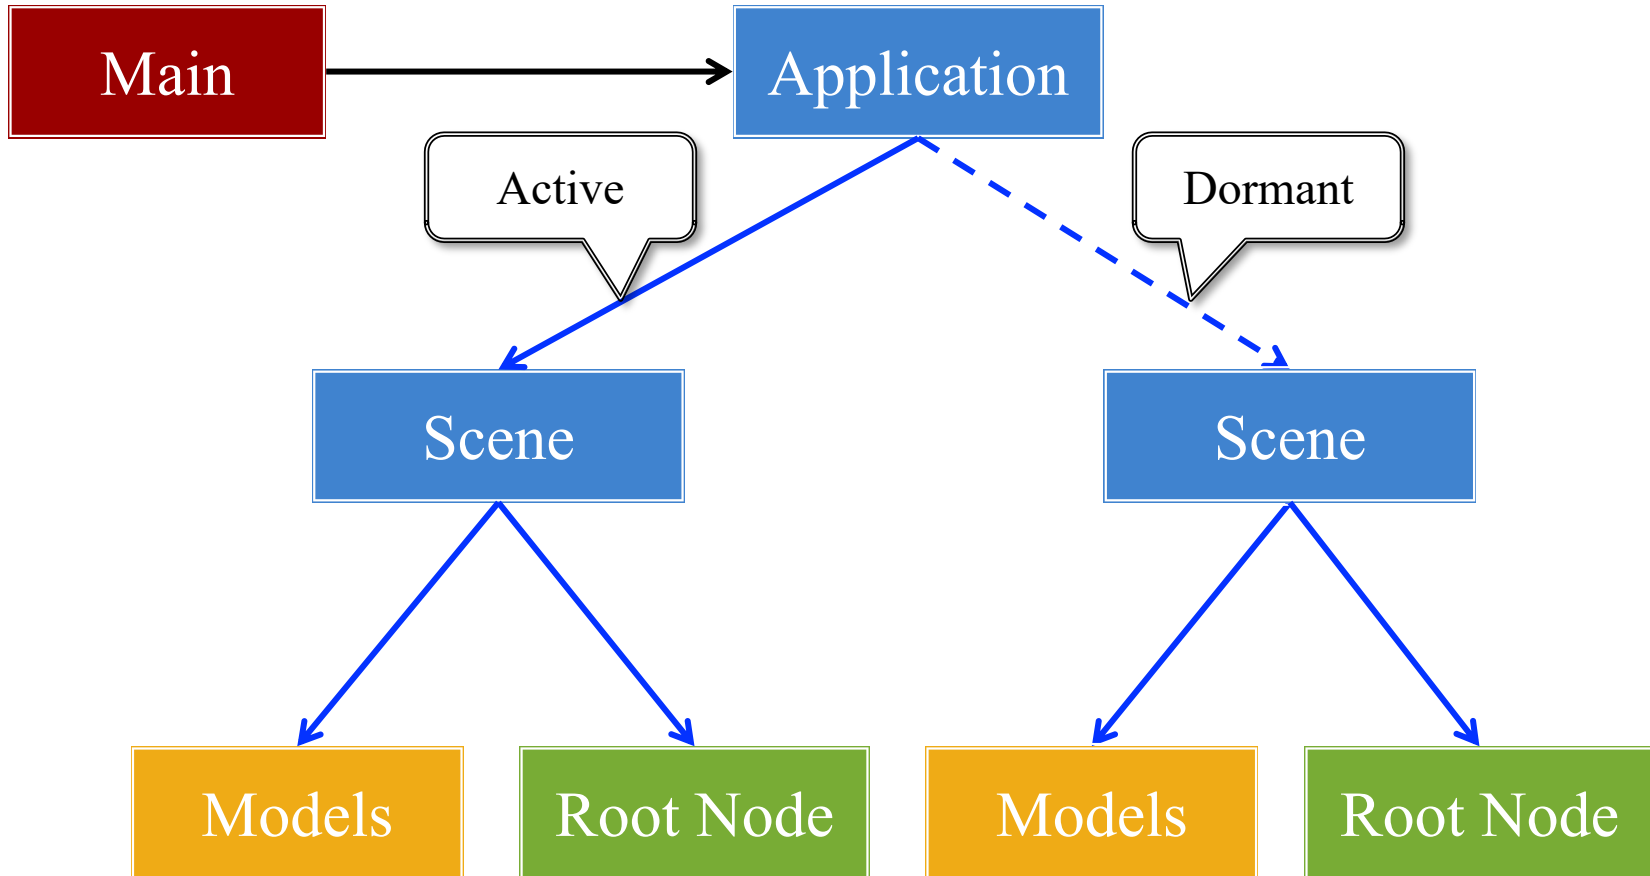 Main
Application
Active
Dormant
Scene
Scene
Models
Root Node
Models
Root Node